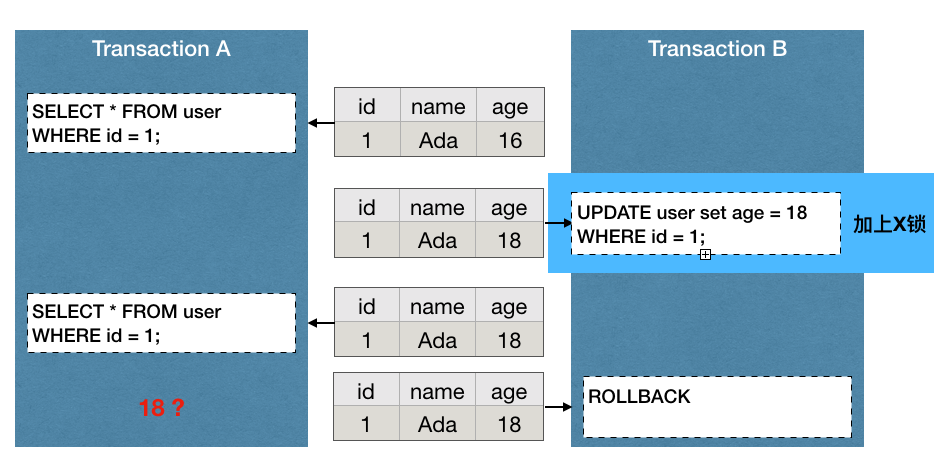 Transaction A
Transaction B
SELECT * FROM user
WHERE id = 1;
id name age
1 Ada 16
id name age
1 Ada 18
UPDATE user set age = 18
WHERE id = 1;
加上X锁
SELECT * FROM user
WHERE id = 1;
id name age
1 Ada 18
18 ?
id name age
1 Ada 18
ROLLBACK